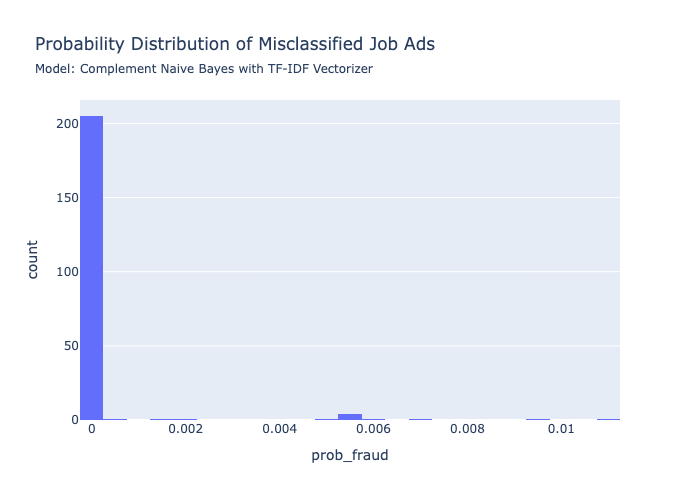 Probability Distribution of Misclassified Job Ads
Model: Complement Naive Bayes with TF-IDF Vectorizer
200
150
100
50
0
count
0 0.002 0.004 0.006 0.008 0.01
prob_fraud